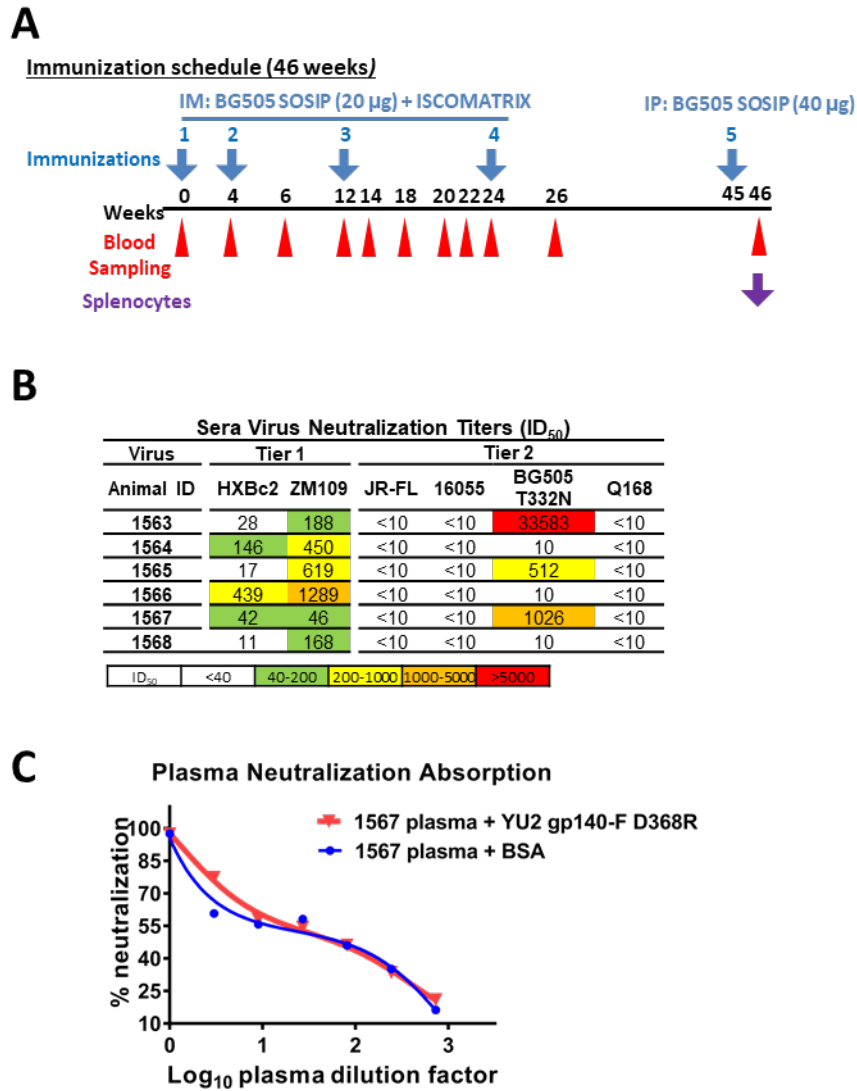 A
Immunization schedule (46 weeks)
IM: BG505 SOSIP (20 µg) + ISCOMATRIX
IP: BG505 SOSIP (40 µg)
1 2 3 4 5
Immunizations
0 4 6 12 14 18 20 22 24 26 45 46
Weeks
Blood
Sampling
Splenocytes
B
Sera Virus Neutralization Titers (ID50)
Virus Tier 1 Tier 2
Animal ID HXBc2 ZM109 JR-FL 16055 BG505 T332N Q168
1563 28 188 <10 <10 33583 <10
1564 146 450 <10 <10 10 <10
1565 17 619 <10 <10 512 <10
1566 439 1289 <10 <10 10 <10
1567 42 46 <10 <10 1026 <10
1568 11 168 <10 <10 10 <10
ID50 <40 40-200 200-1000 1000-5000 >5000
C
Plasma Neutralization Absorption
1567 plasma + YU2 gp140-F D368R
1567 plasma + BSA
% neutralization
100
85
70
55
40
25
10
0 1 2 3
Log10 plasma dilution factor